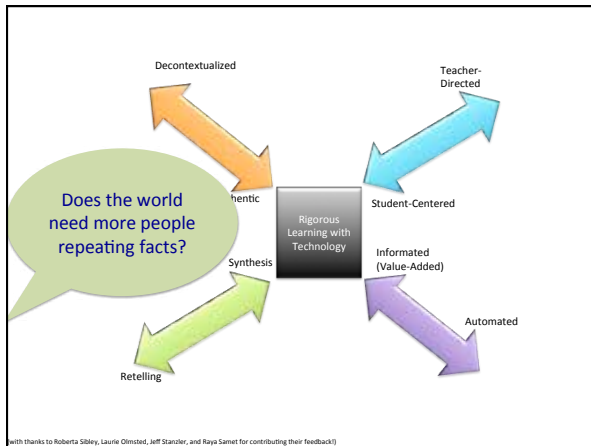 Decontextualized
Teacher-
Directed
Does the world
need more people
repeating facts?
hentic
Rigorous
Learning with
Technology
Student-Centered
Synthesis
Informated
(Value-Added)
Automated
Retelling
(with thanks to Roberta Sibley, Laurie Olmsted, Jeff Stanzler, and Raya Samet for contributing their feedback!)